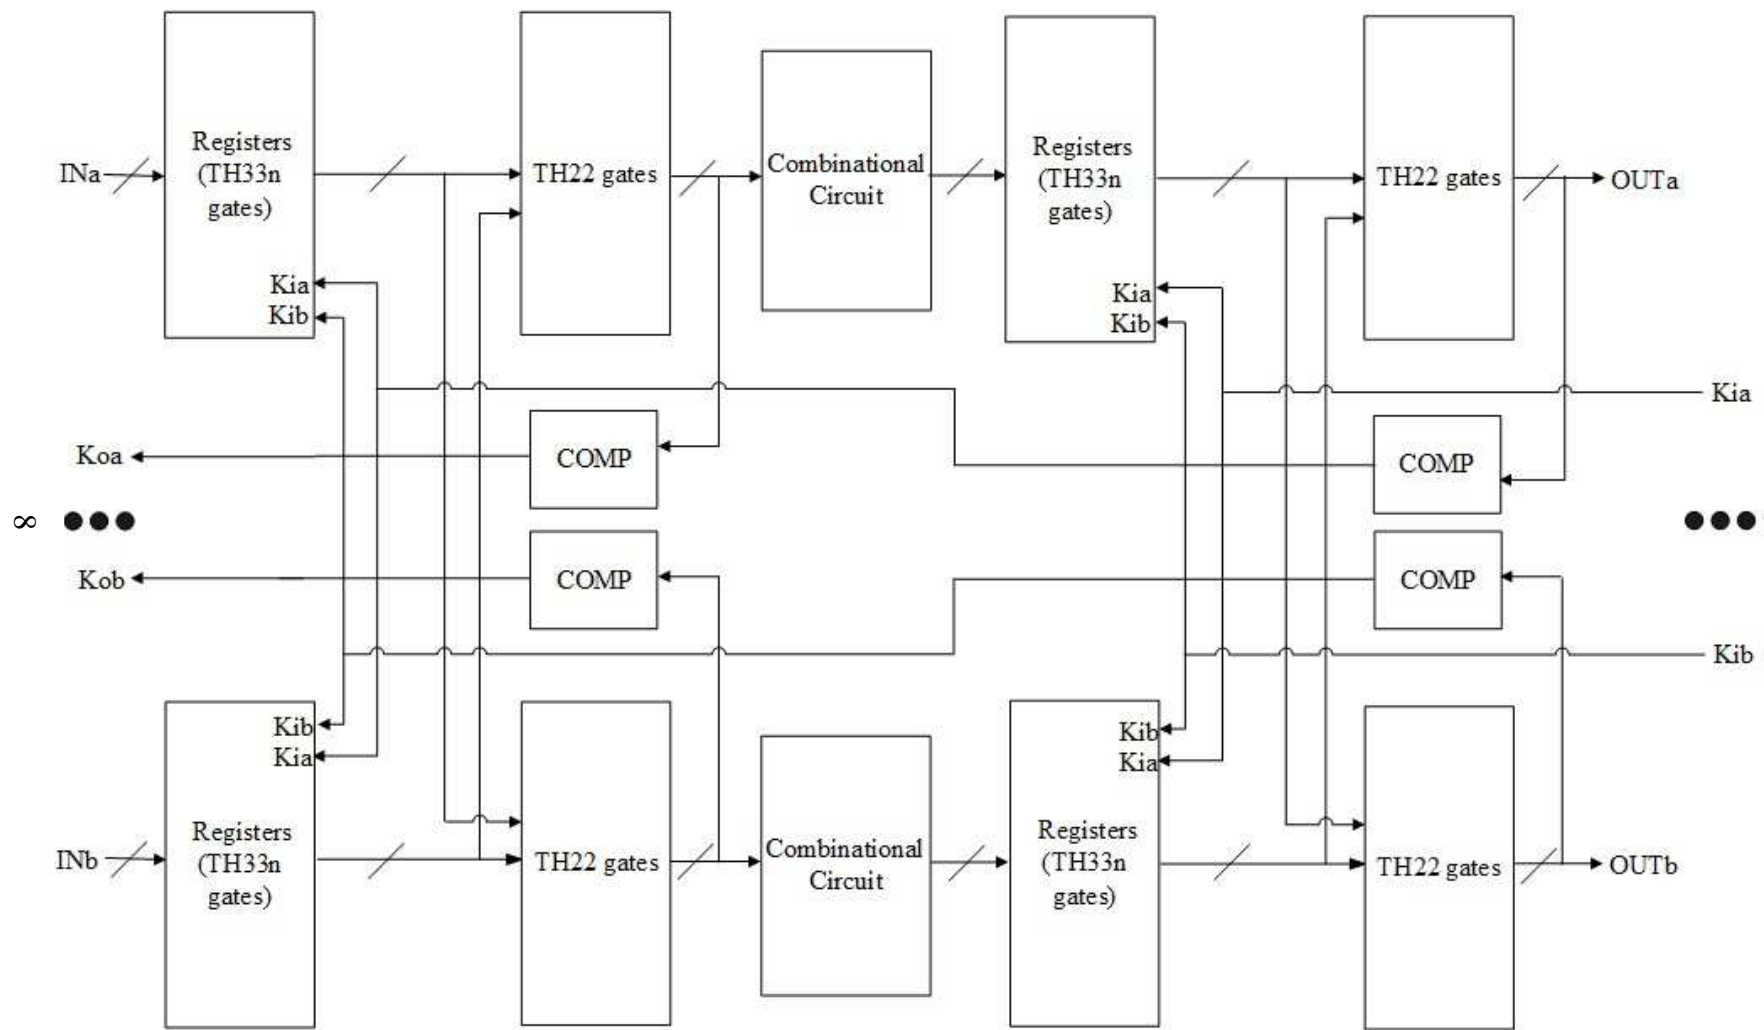 Registers
(TH33n
gates)
Kia
Kib
TH22 gates
Combinational
Circuit
Registers
(TH33n
gates)
Kia
Kib
TH22 gates
INa
OUTa
Kia
Koa
COMP
COMP
∞
Kob
COMP
COMP
Kib
Kib
Kia
Registers
(TH33n
gates)
TH22 gates
Combinational
Circuit
Kib
Kia
Registers
(TH33n
gates)
TH22 gates
INb
OUTb